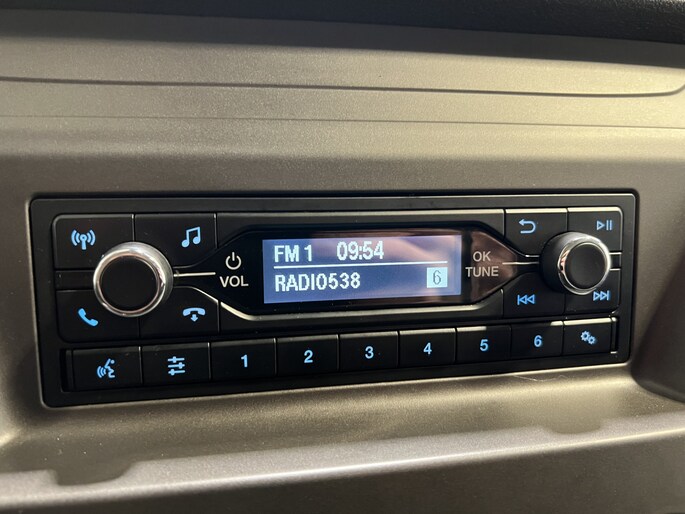 FM 1 09:54
RADIO538 6
VOL
OK
TUNE
1 2 3 4 5 6